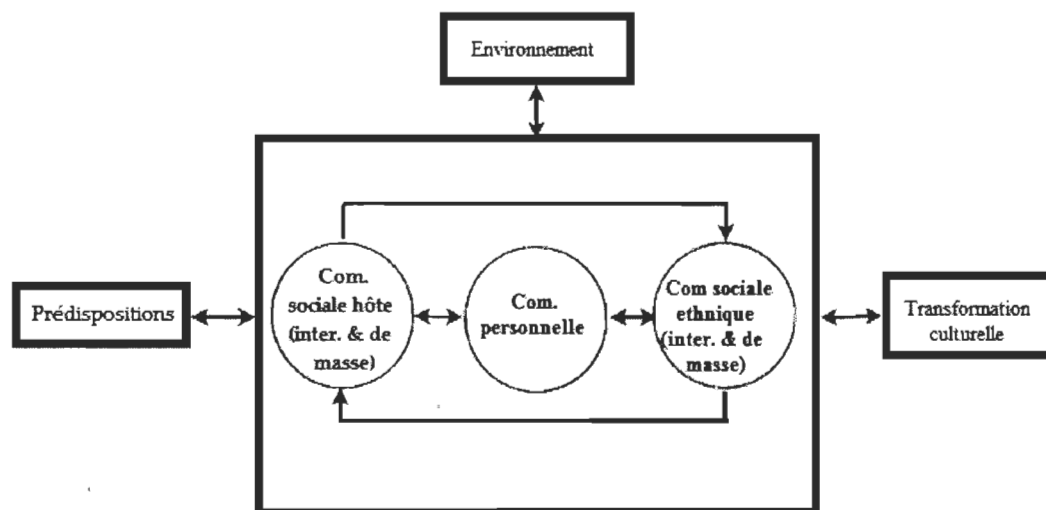 Environnement
Prédispositions
Com.
sociale hôte
(inter. & de
masse)
Com.
personnelle
Com sociale
ethnique
(inter. & de
masse)
Transformation
culturelle